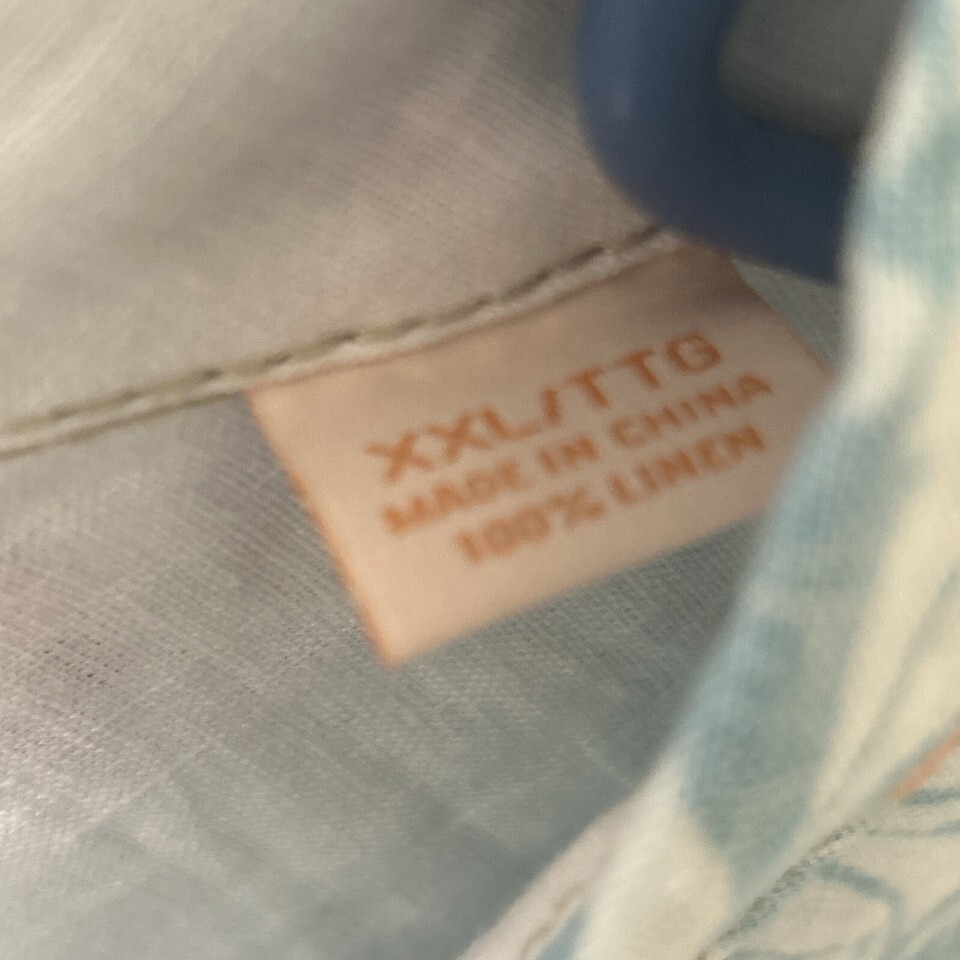 XXL/TTG
MADE IN CHINA
100% LINEN